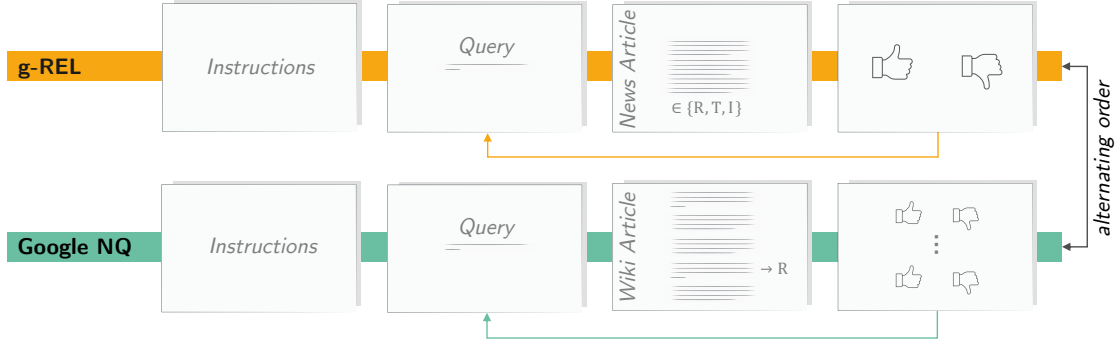 g-REL
Instructions
Query
News Article
∈ {R, T, I}
alternating order
Google NQ
Instructions
Query
Wiki Article
→ R